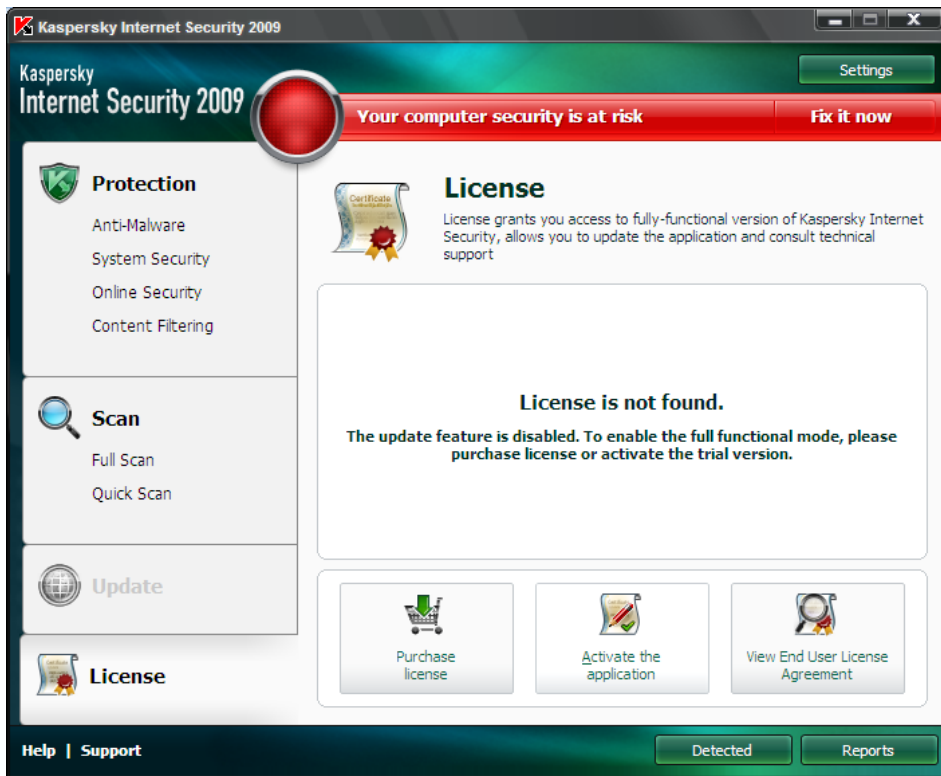 Kaspersky Internet Security 2009
Kaspersky
Internet Security 2009
Settings
Your computer security is at risk
Fix it now
Protection
Anti-Malware
System Security
Online Security
Content Filtering
Scan
Full Scan
Quick Scan
Update
License
Certificate
License
License grants you access to fully-functional version of Kaspersky Internet
Security, allows you to update the application and consult technical
support
License is not found.
The update feature is disabled. To enable the full functional mode, please
purchase license or activate the trial version.
Purchase
license
Activate the
application
View End User License
Agreement
Help | Support
Detected
Reports